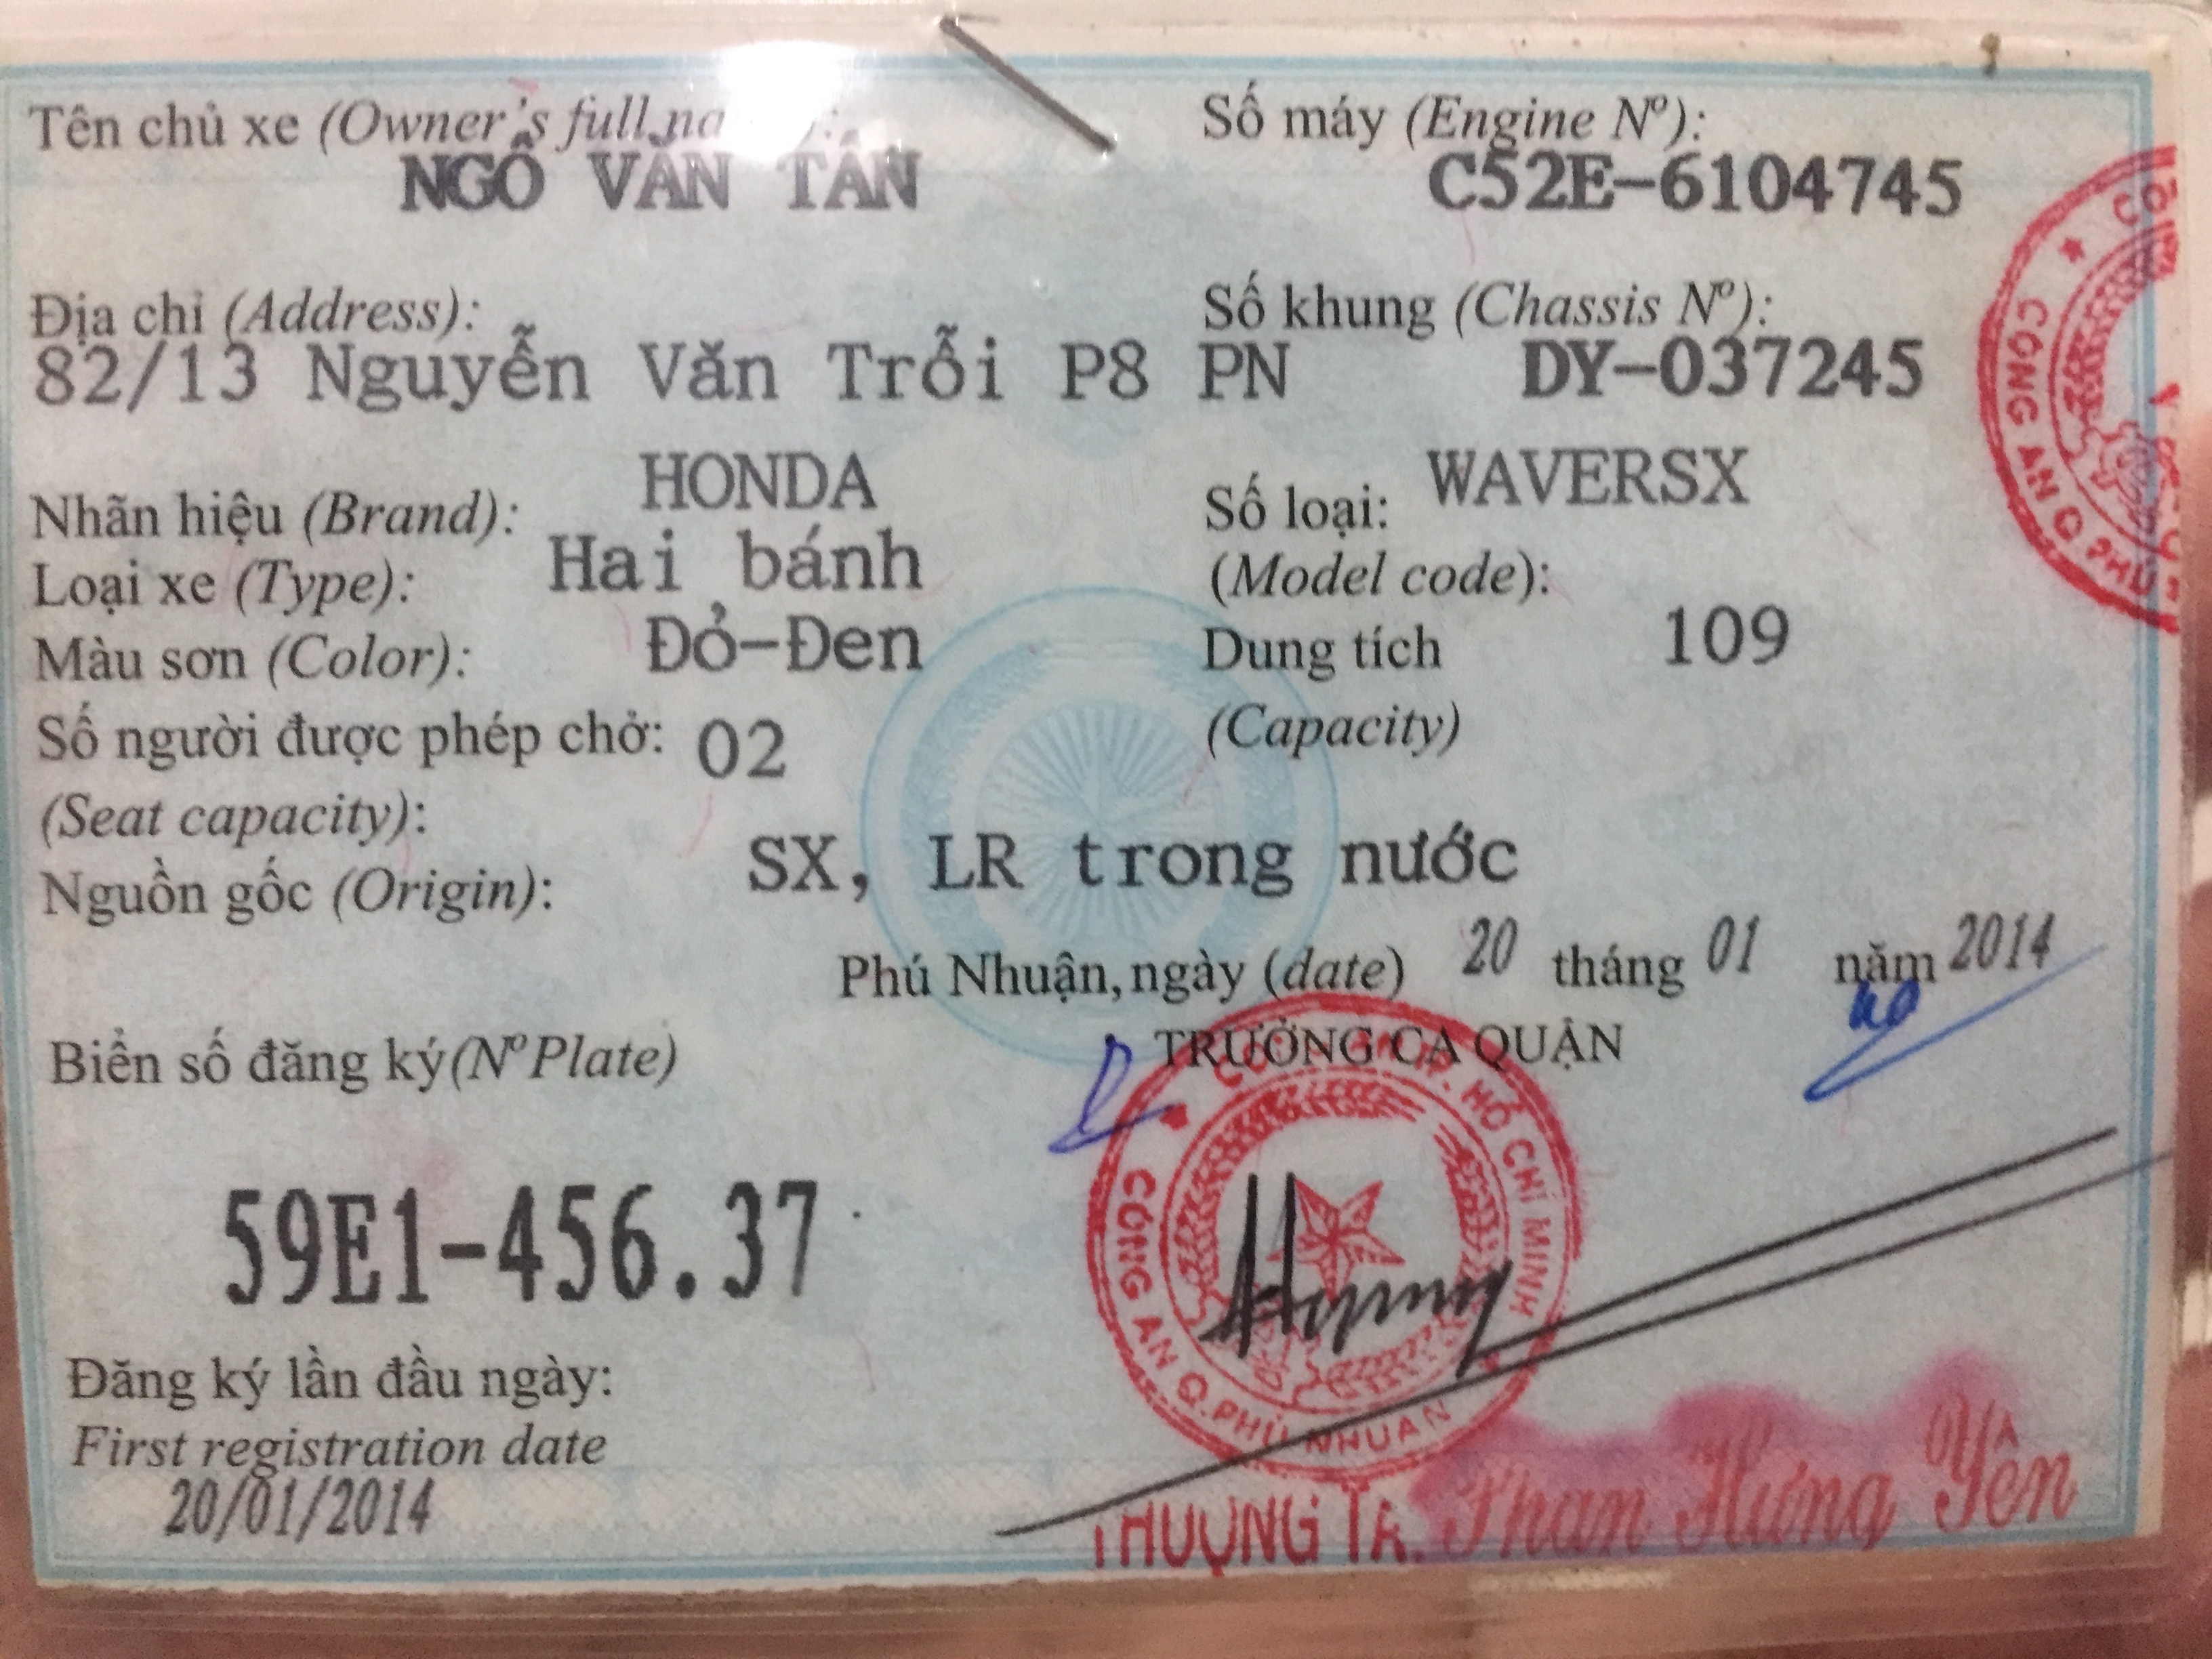 Tên chủ xe (Owner's full na ):
NGÔ VĂN TÂN
Số máy (Engine Nº):
C52E-6104745
Địa chỉ (Address):
82/13 Nguyễn Văn Trỗi P8 PN
Số khung (Chassis Nº):
DY-037245
Nhãn hiệu (Brand): HONDA
Số loại: WAVERSX
(Model code):
Loại xe (Type): Hai bánh
Màu sơn (Color): Đỏ-Đen
Dung tích 109
(Capacity)
Số người được phép chở: 02
(Seat capacity):
Nguồn gốc (Origin): SX, LR trong nước
Phú Nhuận, ngày (date) 20 tháng 01 năm 2014
TRƯỞNG CA QUẬN
Biển số đăng ký(Nº Plate)
59E1-456.37
Đăng ký lần đầu ngày:
First registration date
20/01/2014
CÔNG AN TP. HỒ CHÍ MINH
CÔNG AN Q. PHÚ NHUẬN
THƯỢNG TÁ. Phan Hưng Yên
CÔNG AN Q. PHÚ